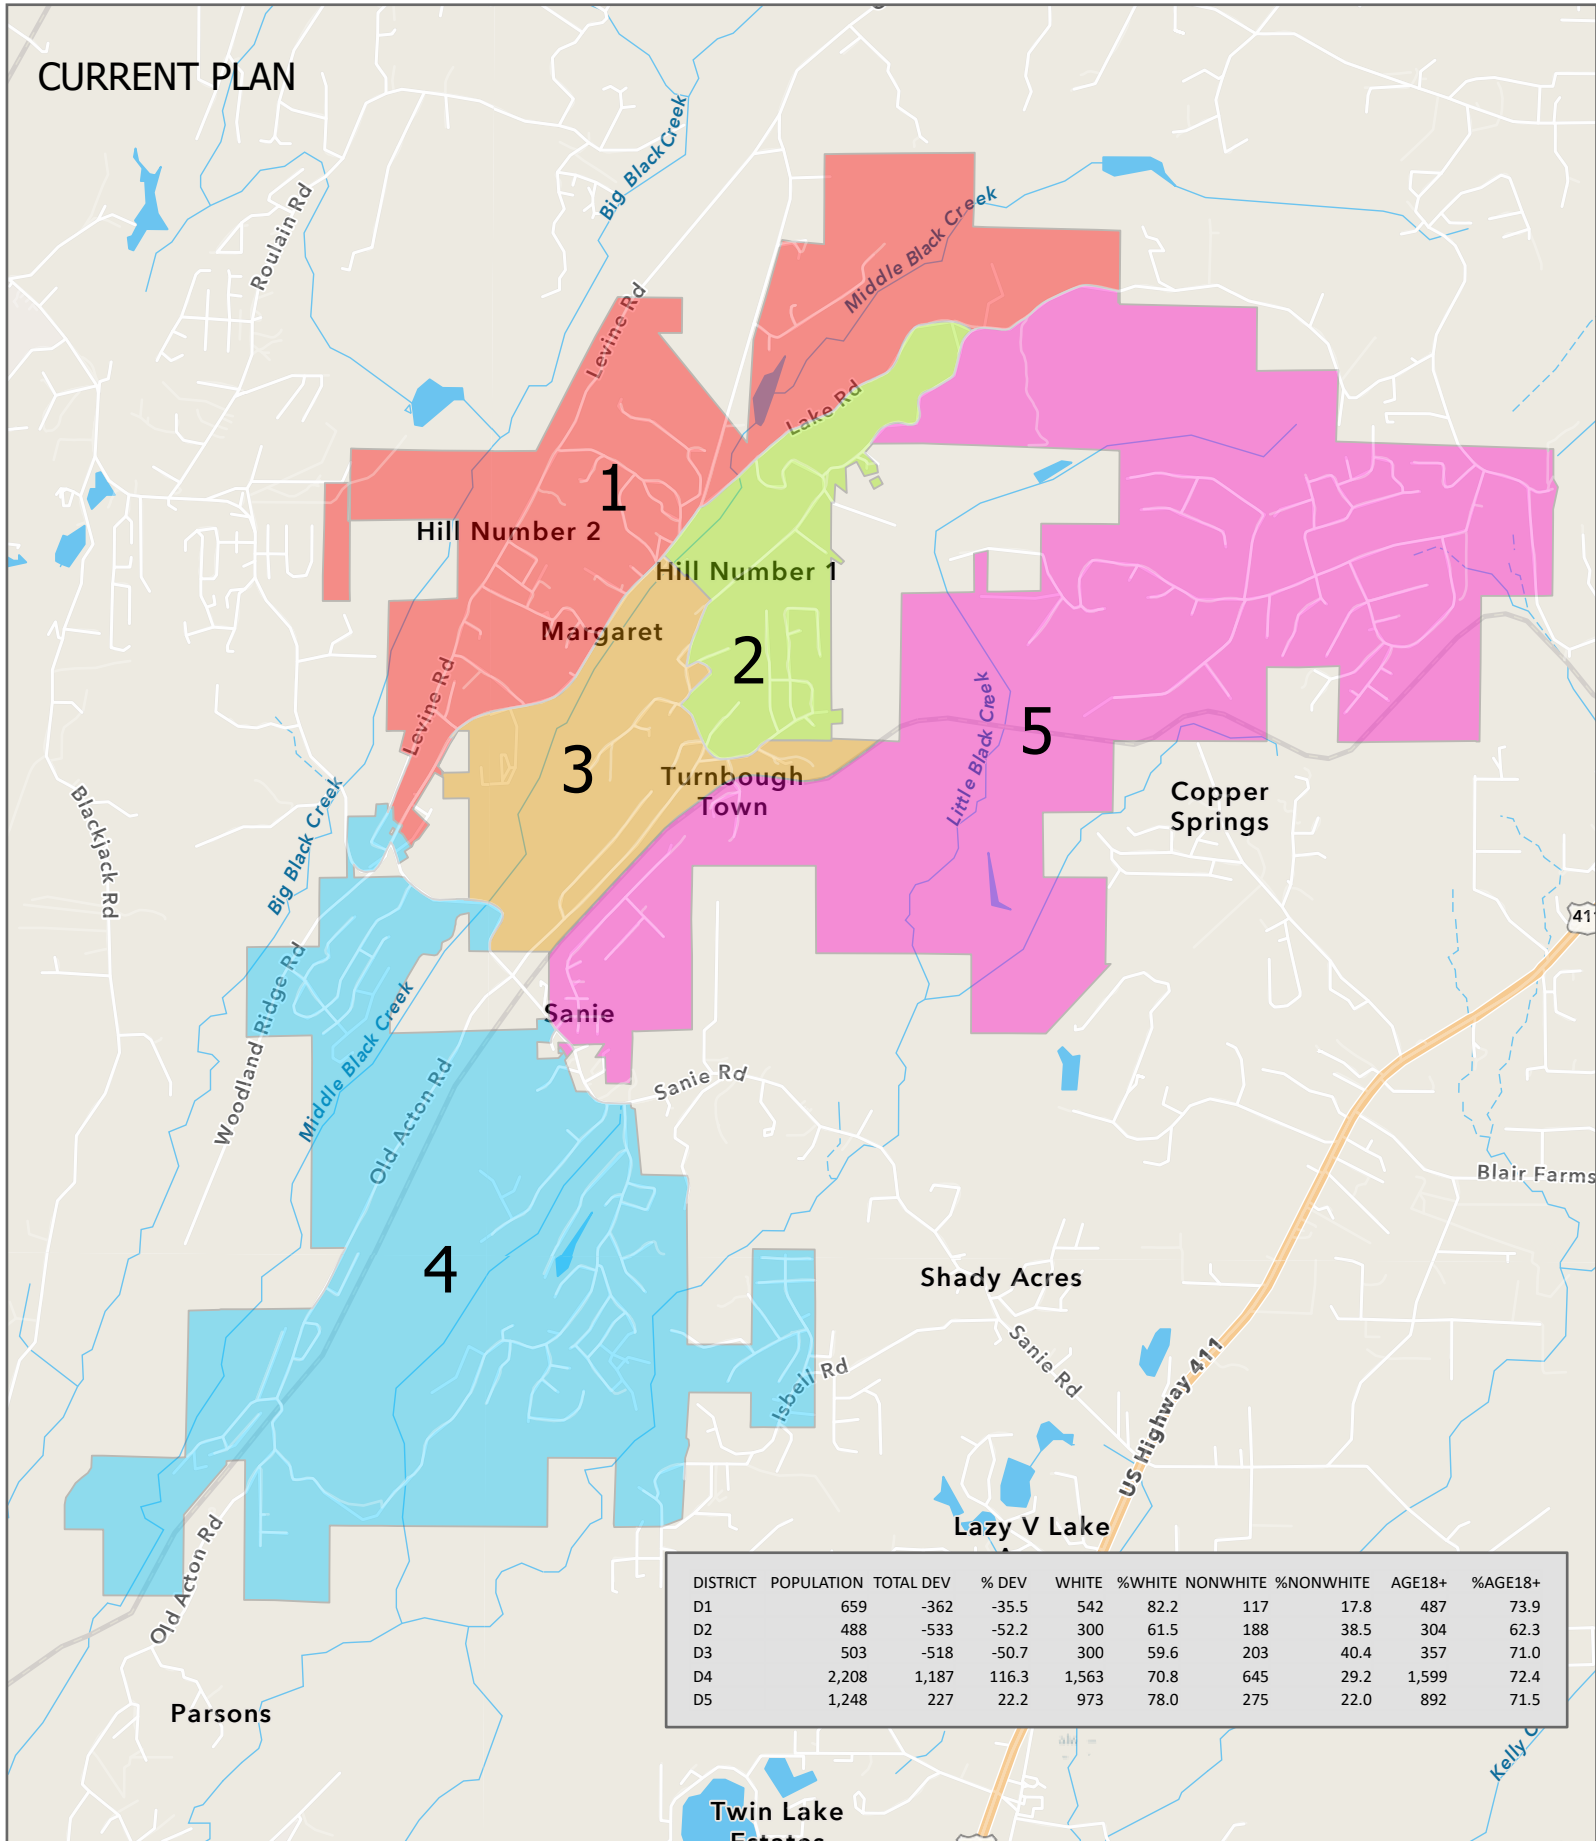 CURRENT PLAN
Big Black Creek
Roulain Rd
Middle Black Creek
Levine Rd
Lake Rd
1
Hill Number 2
Hill Number 1
Margaret
2
Levine Rd
Little Black Creek
5
3
Turnbough
Town
Copper
Springs
Blackjack Rd
Big Black Creek
411
Woodland Ridge Rd
Middle Black Creek
Sanie
Old Acton Rd
Sanie Rd
Blair Farms
4
Shady Acres
Sanie Rd
Isbell Rd
US Highway 411
Lazy V Lake
Old Acton Rd
DISTRICT POPULATION TOTAL DEV % DEV WHITE %WHITE NONWHITE %NONWHITE AGE18+ %AGE18+
D1 659 -362 -35.5 542 82.2 117 17.8 487 73.9
D2 488 -533 -52.2 300 61.5 188 38.5 304 62.3
D3 503 -518 -50.7 300 59.6 203 40.4 357 71.0
D4 2,208 1,187 116.3 1,563 70.8 645 29.2 1,599 72.4
D5 1,248 227 22.2 973 78.0 275 22.0 892 71.5
Parsons
Kelly C
Twin Lake
Estates